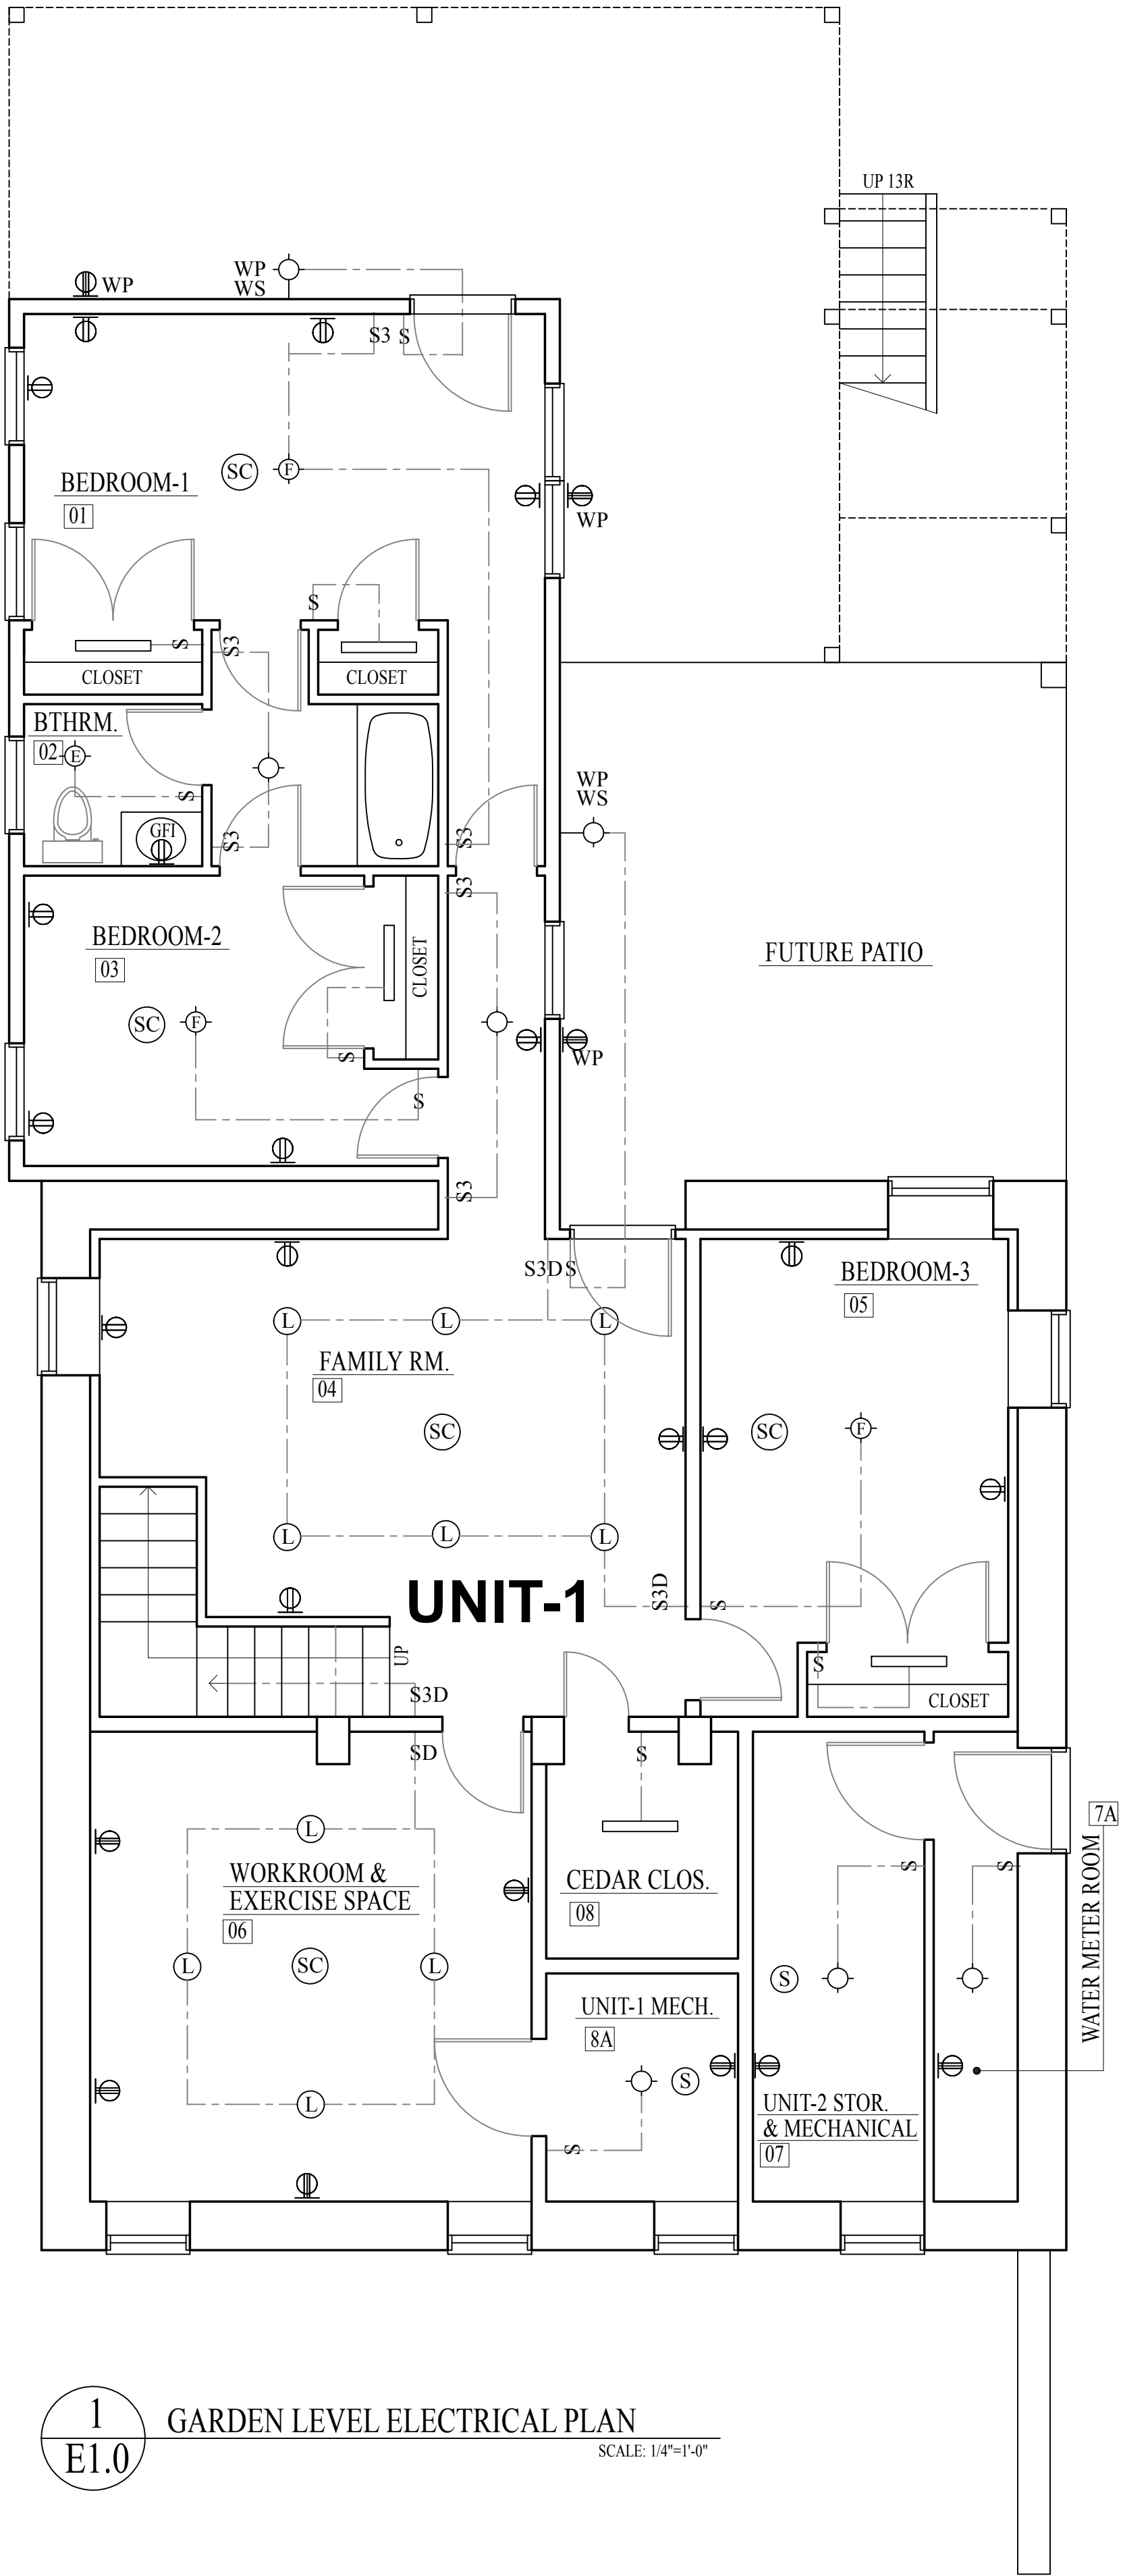 UP 13R
WP
WS
WP
S3 S
SC
F
BEDROOM-1
01
WP
S
S
S3
CLOSET
CLOSET
BTHRM.
02
E
S
GFI
S3
S3
WP
WS
S3
BEDROOM-2
03
CLOSET
FUTURE PATIO
SC
F
S
WP
S
S3
S3D S
BEDROOM-3
05
L
L
L
FAMILY RM.
04
SC
SC
F
L
L
L
UNIT-1
S3D
S
UP
S
S3D
CLOSET
SD
S
L
7A
WORKROOM &
EXERCISE SPACE
06
CEDAR CLOS.
08
S
S
WATER METER ROOM
L
SC
L
S
UNIT-1 MECH.
8A
S
L
UNIT-2 STOR.
& MECHANICAL
07
S
1
E1.0
GARDEN LEVEL ELECTRICAL PLAN
SCALE: 1/4"=1'-0"